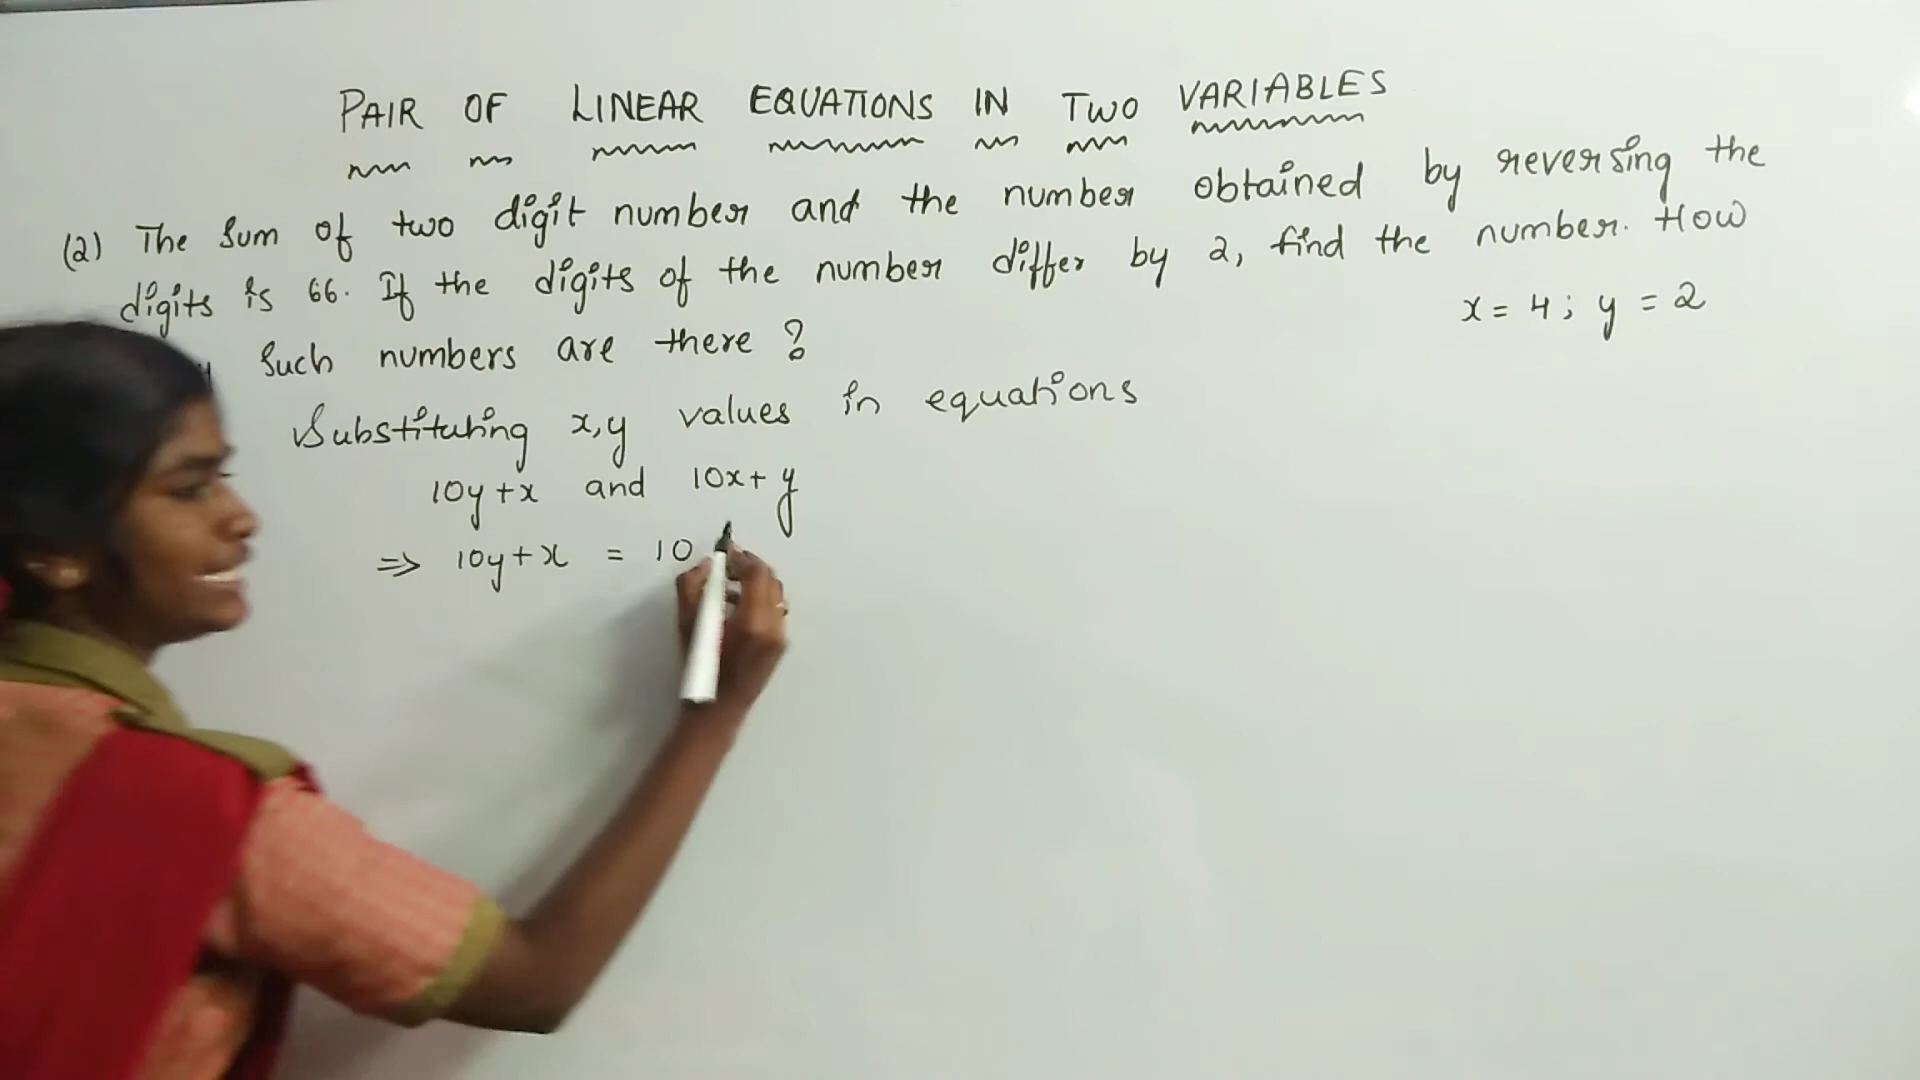 PAIR OF LINEAR EQUATIONS IN TWO VARIABLES
(2) The Sum of two digit number and the number obtained by reversing the
digits is 66. If the digits of the number differ by 2, find the number. How
Such numbers are there ?
x = 4 ; y = 2
Substituting x,y values in equations
10y + x and 10x + y
⇒ 10y + x = 10